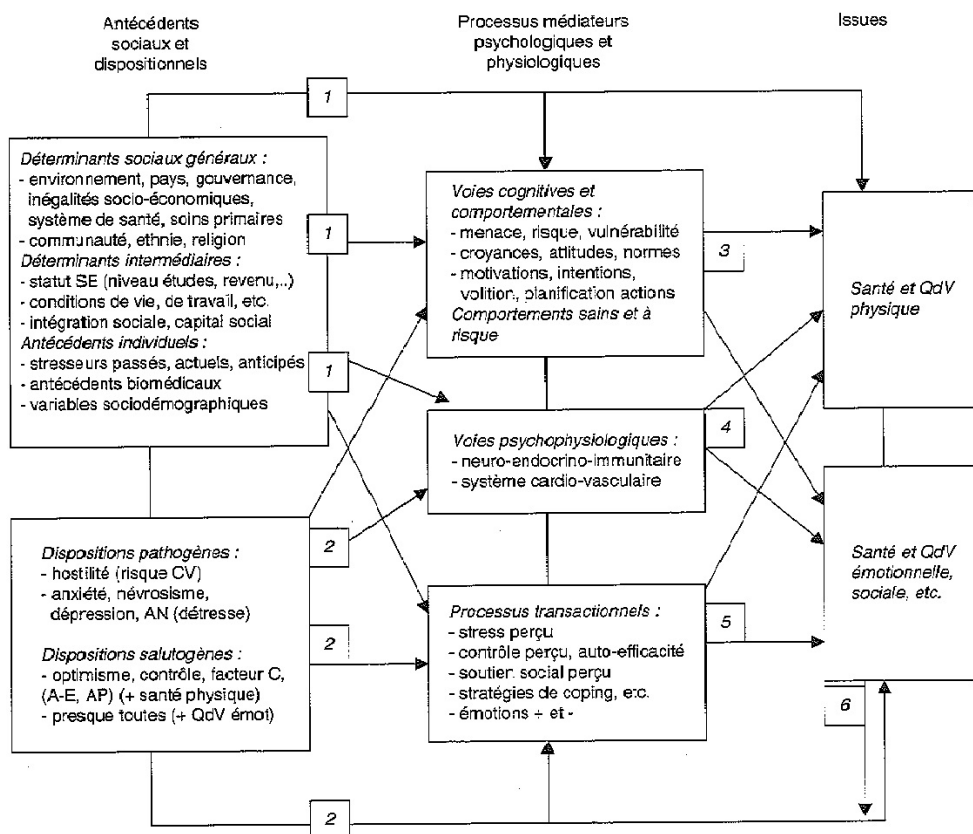 Antécédents
sociaux et
dispositionnels
Processus médiateurs
psychologiques et
physiologiques
Issues
1
Déterminants sociaux généraux :
- environnement, pays, gouvernance,
inégalités socio-économiques,
système de santé, soins primaires
- communauté, ethnie, religion
Déterminants intermédiaires :
- statut SE (niveau études, revenu,..)
- conditions de vie, de travail, etc.
- intégration sociale, capital social
Antécédents individuels :
- stresseurs passés, actuels, anticipés
- antécédents biomédicaux
- variables sociodémographiques
1
1
Dispositions pathogènes :
- hostilité (risque CV)
- anxiété, névrosisme,
dépression, AN (détresse)
Dispositions salutogènes :
- optimisme, contrôle, facteur C,
(A-E, AP) (+ santé physique)
- presque toutes (+ QdV émot)
2
2
2
Voies cognitives et
comportementales :
- menace, risque, vulnérabilité
- croyances, attitudes, normes
- motivations, intentions,
volition, planification actions
Comportements sains et à
risque
3
Voies psychophysiologiques :
- neuro-endocrino-immunitaire
- système cardio-vasculaire
4
Processus transactionnels :
- stress perçu
- contrôle perçu, auto-efficacité
- soutien social perçu
- stratégies de coping, etc.
- émotions + et -
5
Santé et QdV
physique
Santé et QdV
émotionnelle,
sociale, etc.
6